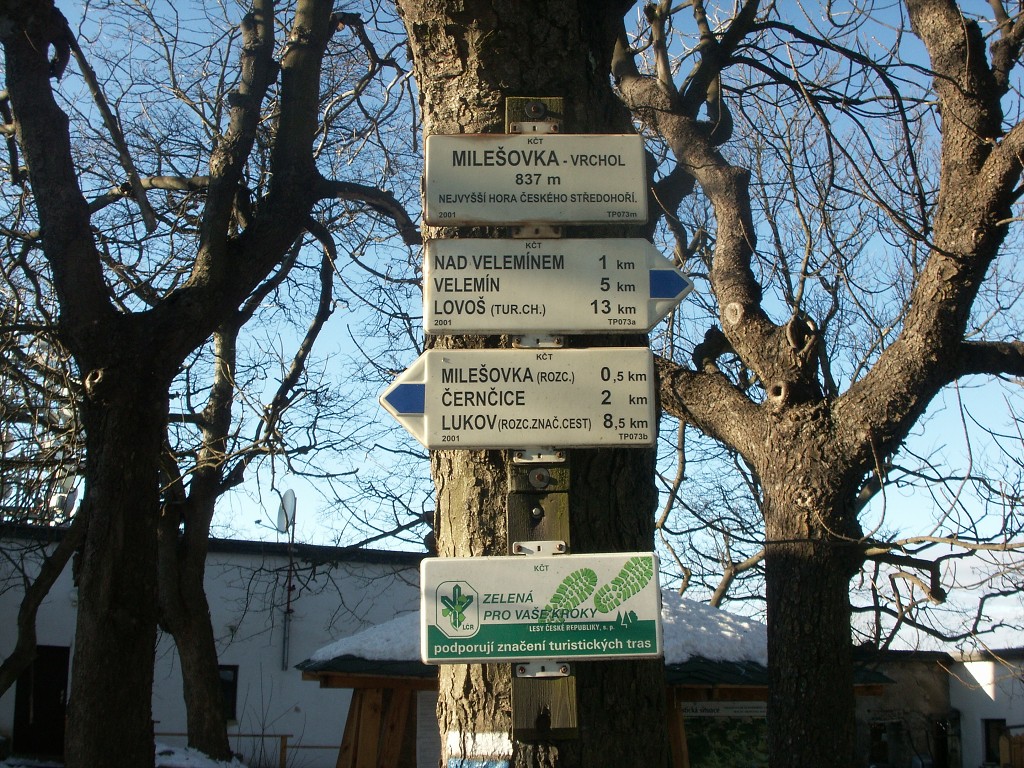 KČT
MILEŠOVKA - VRCHOL
837 m
NEJVYŠŠÍ HORA ČESKÉHO STŘEDOHOŘÍ.
2001 TP073m
KČT
NAD VELEMÍNEM 1 km
VELEMÍN 5 km
LOVOŠ (TUR.CH.) 13 km
2001 TP073a
KČT
MILEŠOVKA (ROZC.) 0,5 km
ČERNČICE 2 km
LUKOV (ROZC.ZNAČ.CEST) 8,5 km
2001 TP073b
KČT
ZELENÁ
PRO VAŠE KROKY
LČR
LESY ČESKÉ REPUBLIKY, s. p.
podporují značení turistických tras